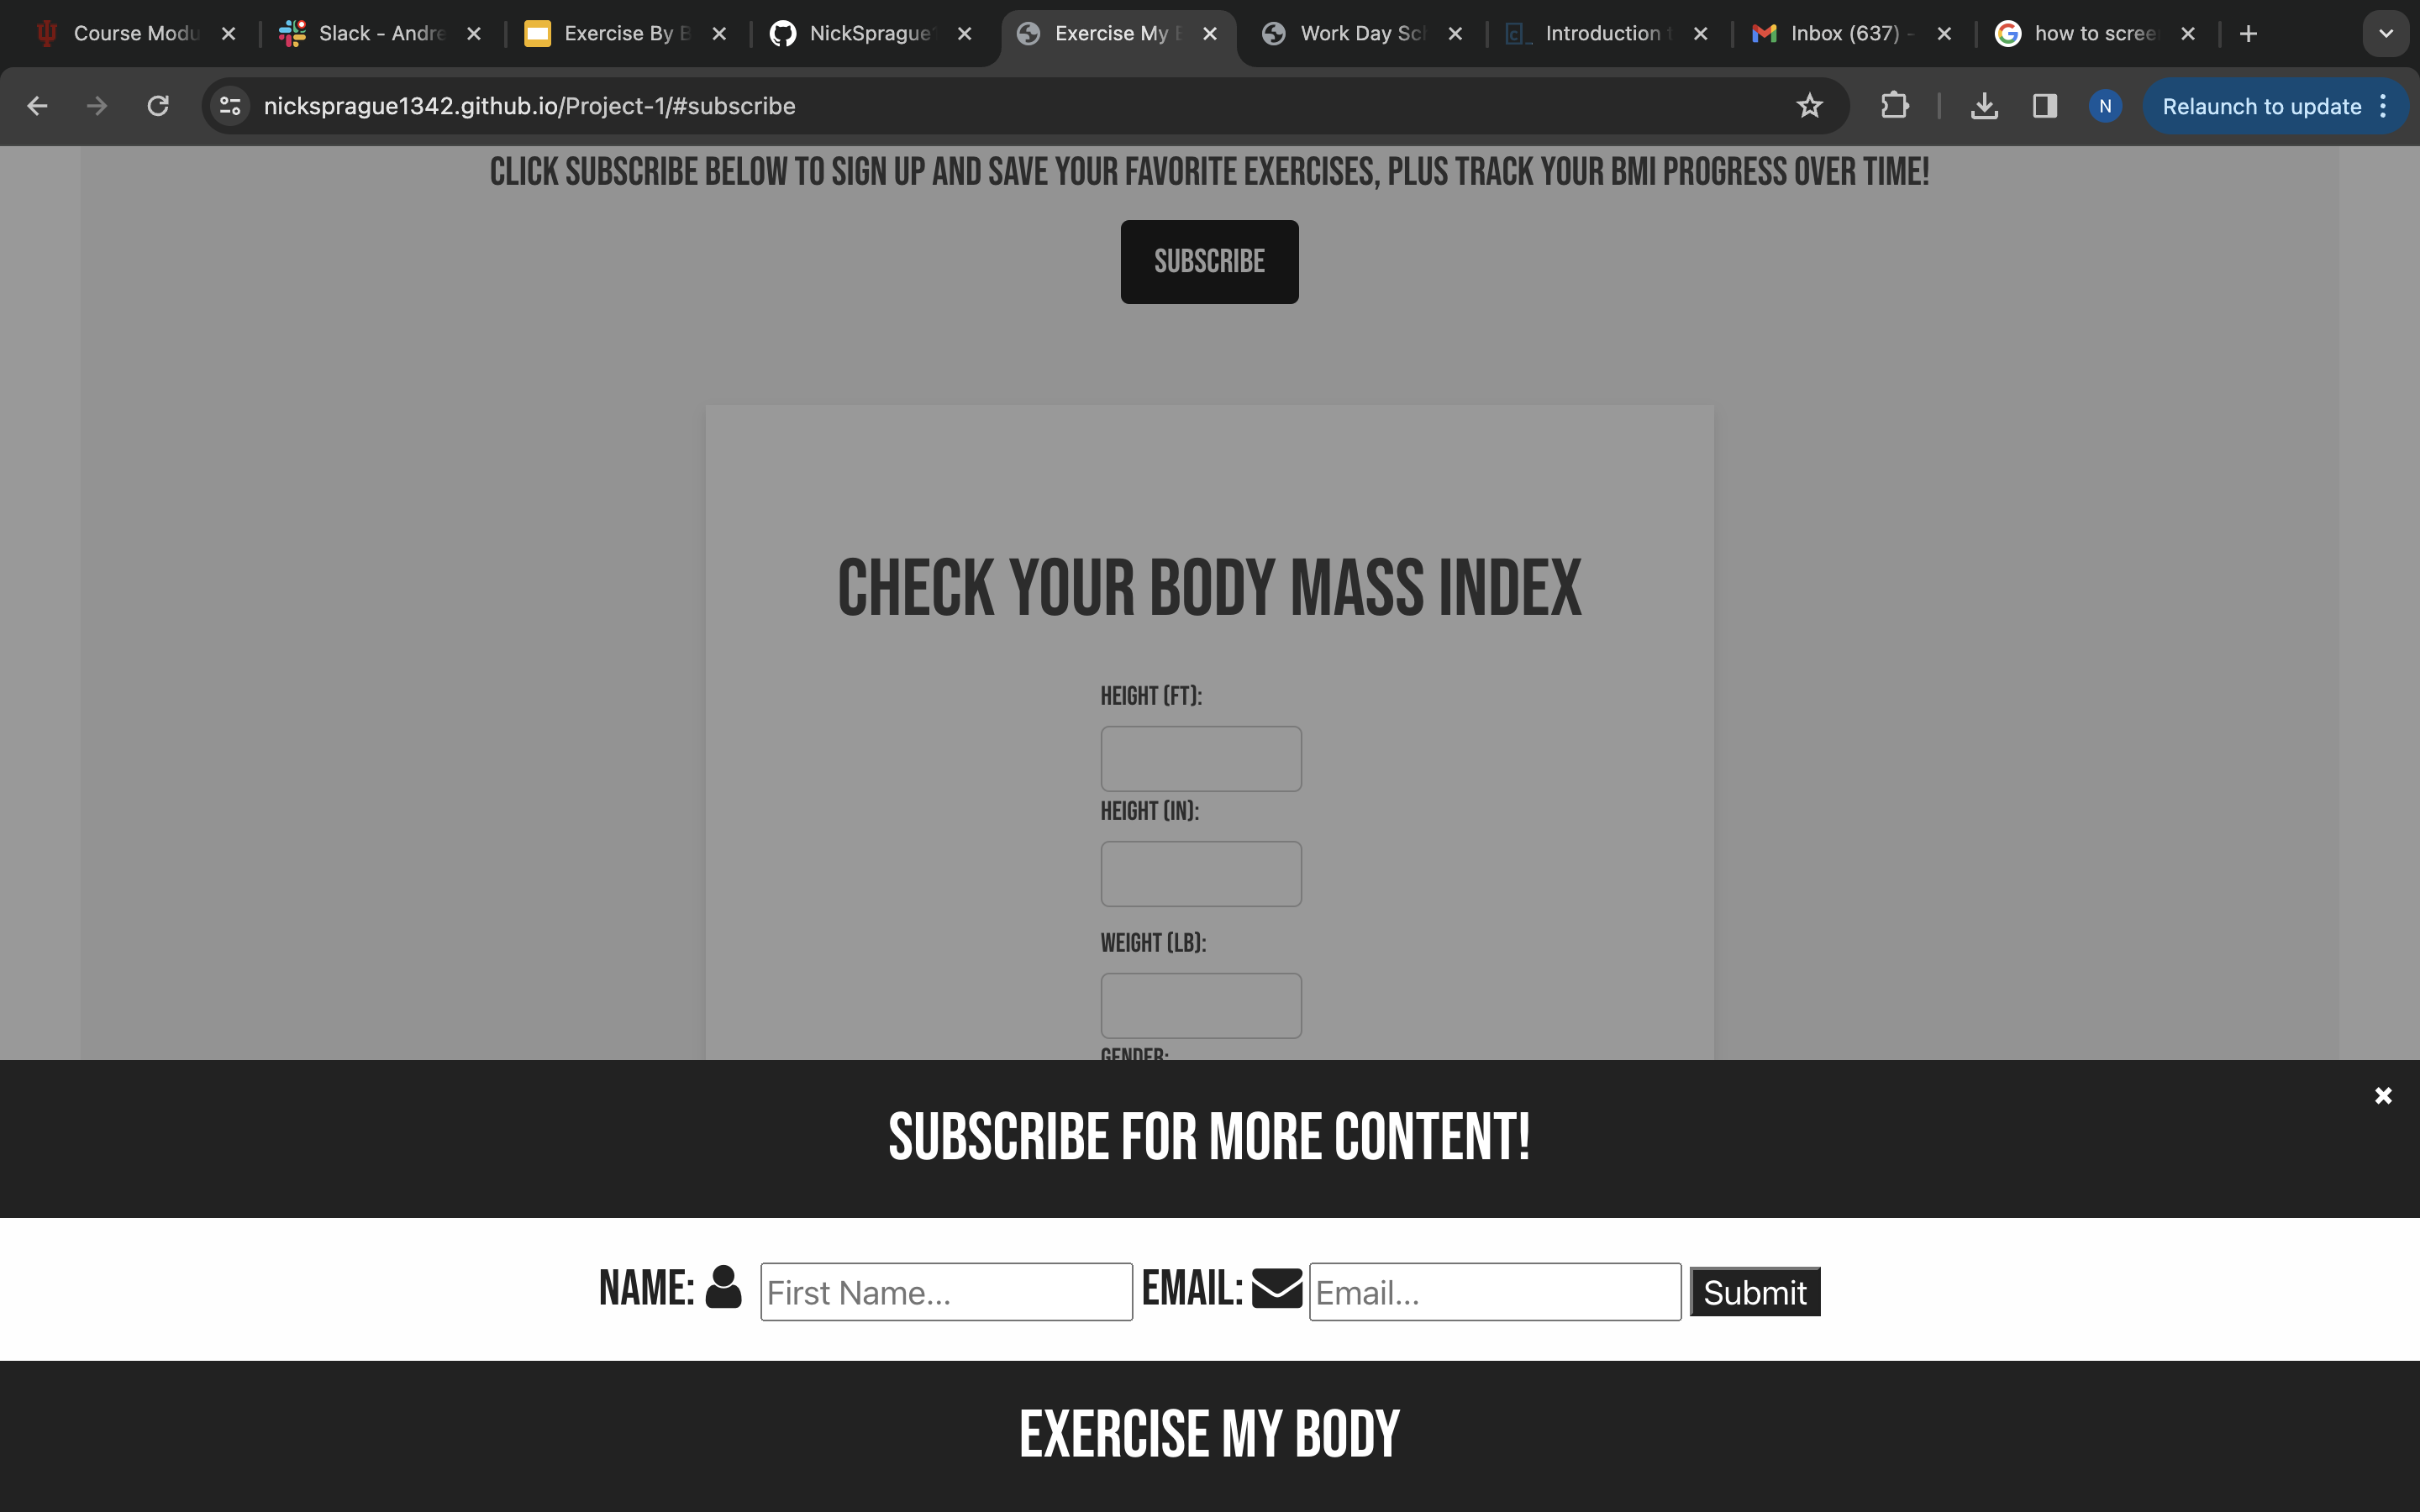 Course Modu
Slack - Andre
Exercise By B
NickSprague
Exercise My B
Work Day Sc
Introduction
Inbox (637) -
how to scree
nicksprague1342.github.io/Project-1/#subscribe
N
Relaunch to update
CLICK SUBSCRIBE BELOW TO SIGN UP AND SAVE YOUR FAVORITE EXERCISES, PLUS TRACK YOUR BMI PROGRESS OVER TIME!
SUBSCRIBE
CHECK YOUR BODY MASS INDEX
HEIGHT (FT):
HEIGHT (IN):
WEIGHT (LB):
GENDER:
SUBSCRIBE FOR MORE CONTENT!
NAME: First Name... EMAIL: Email... Submit
EXERCISE MY BODY